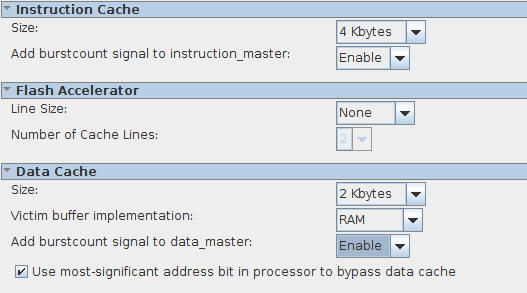 Instruction Cache
Size: 4 Kbytes
Add burstcount signal to instruction_master: Enable
Flash Accelerator
Line Size: None
Number of Cache Lines: 2
Data Cache
Size: 2 Kbytes
Victim buffer implementation: RAM
Add burstcount signal to data_master: Enable
Use most-significant address bit in processor to bypass data cache